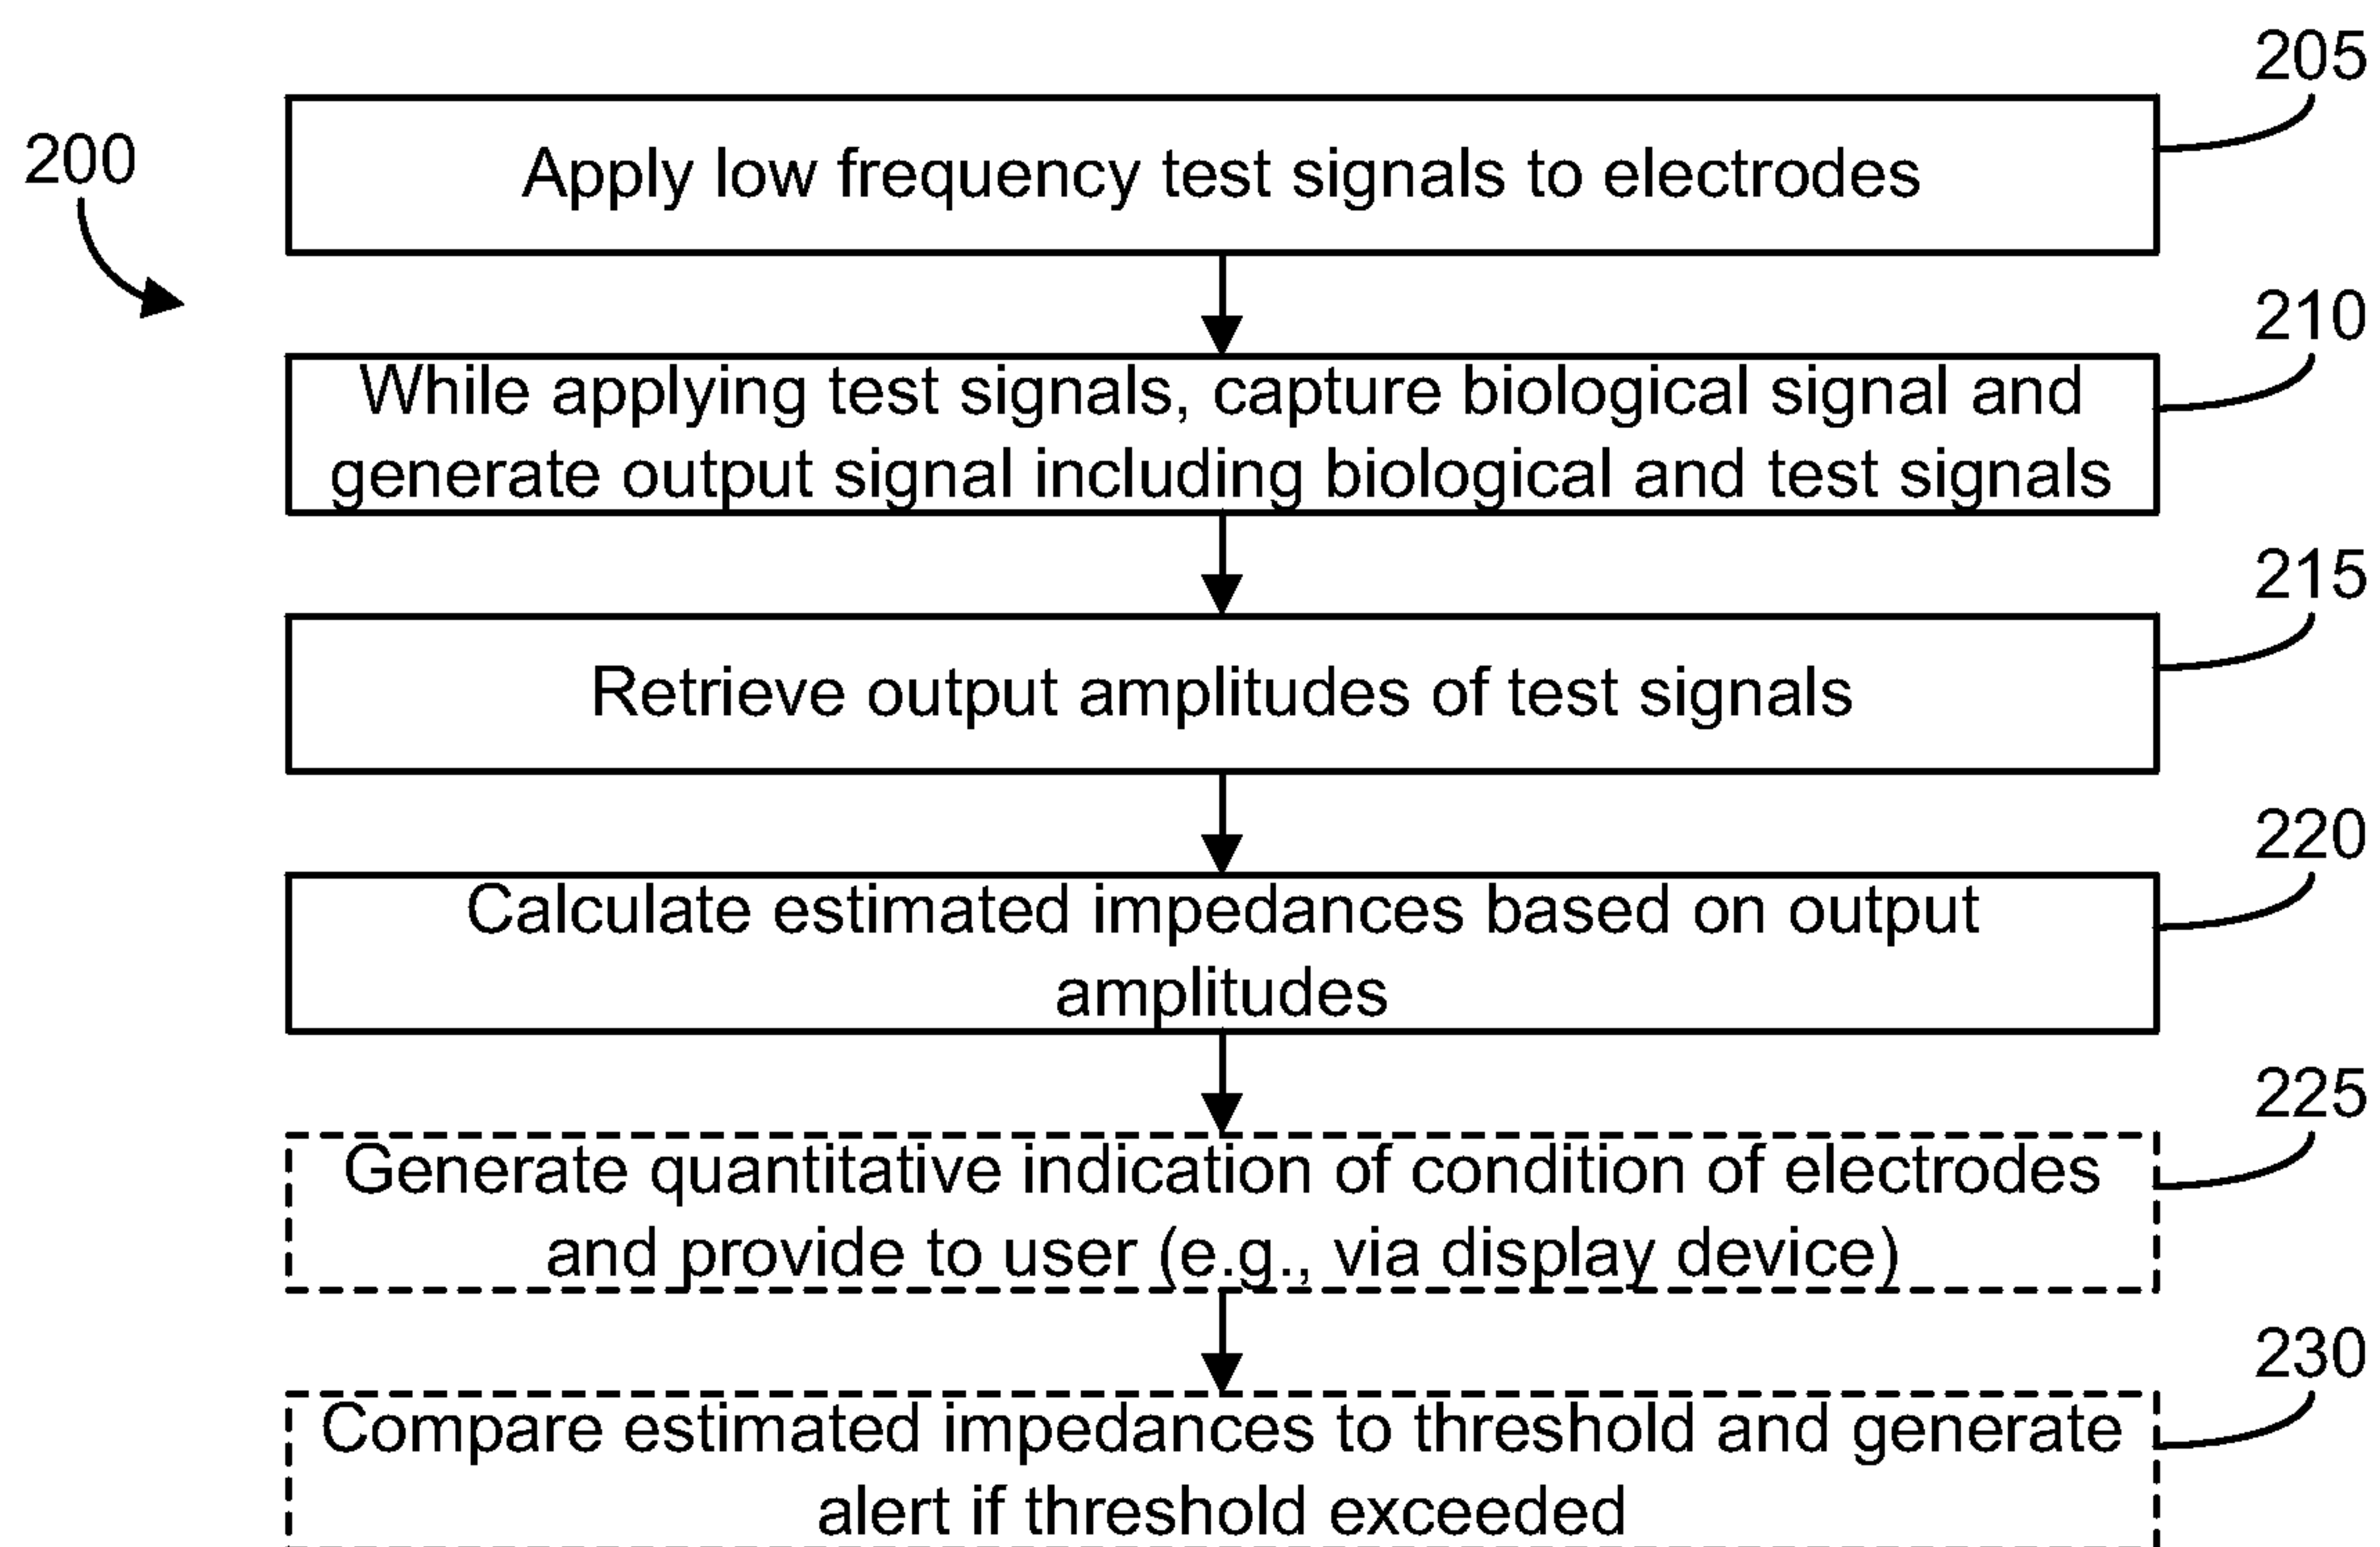 205
200
Apply low frequency test signals to electrodes
210
While applying test signals, capture biological signal and
generate output signal including biological and test signals
215
Retrieve output amplitudes of test signals
220
Calculate estimated impedances based on output
amplitudes
225
Generate quantitative indication of condition of electrodes
and provide to user (e.g., via display device)
230
Compare estimated impedances to threshold and generate
alert if threshold exceeded